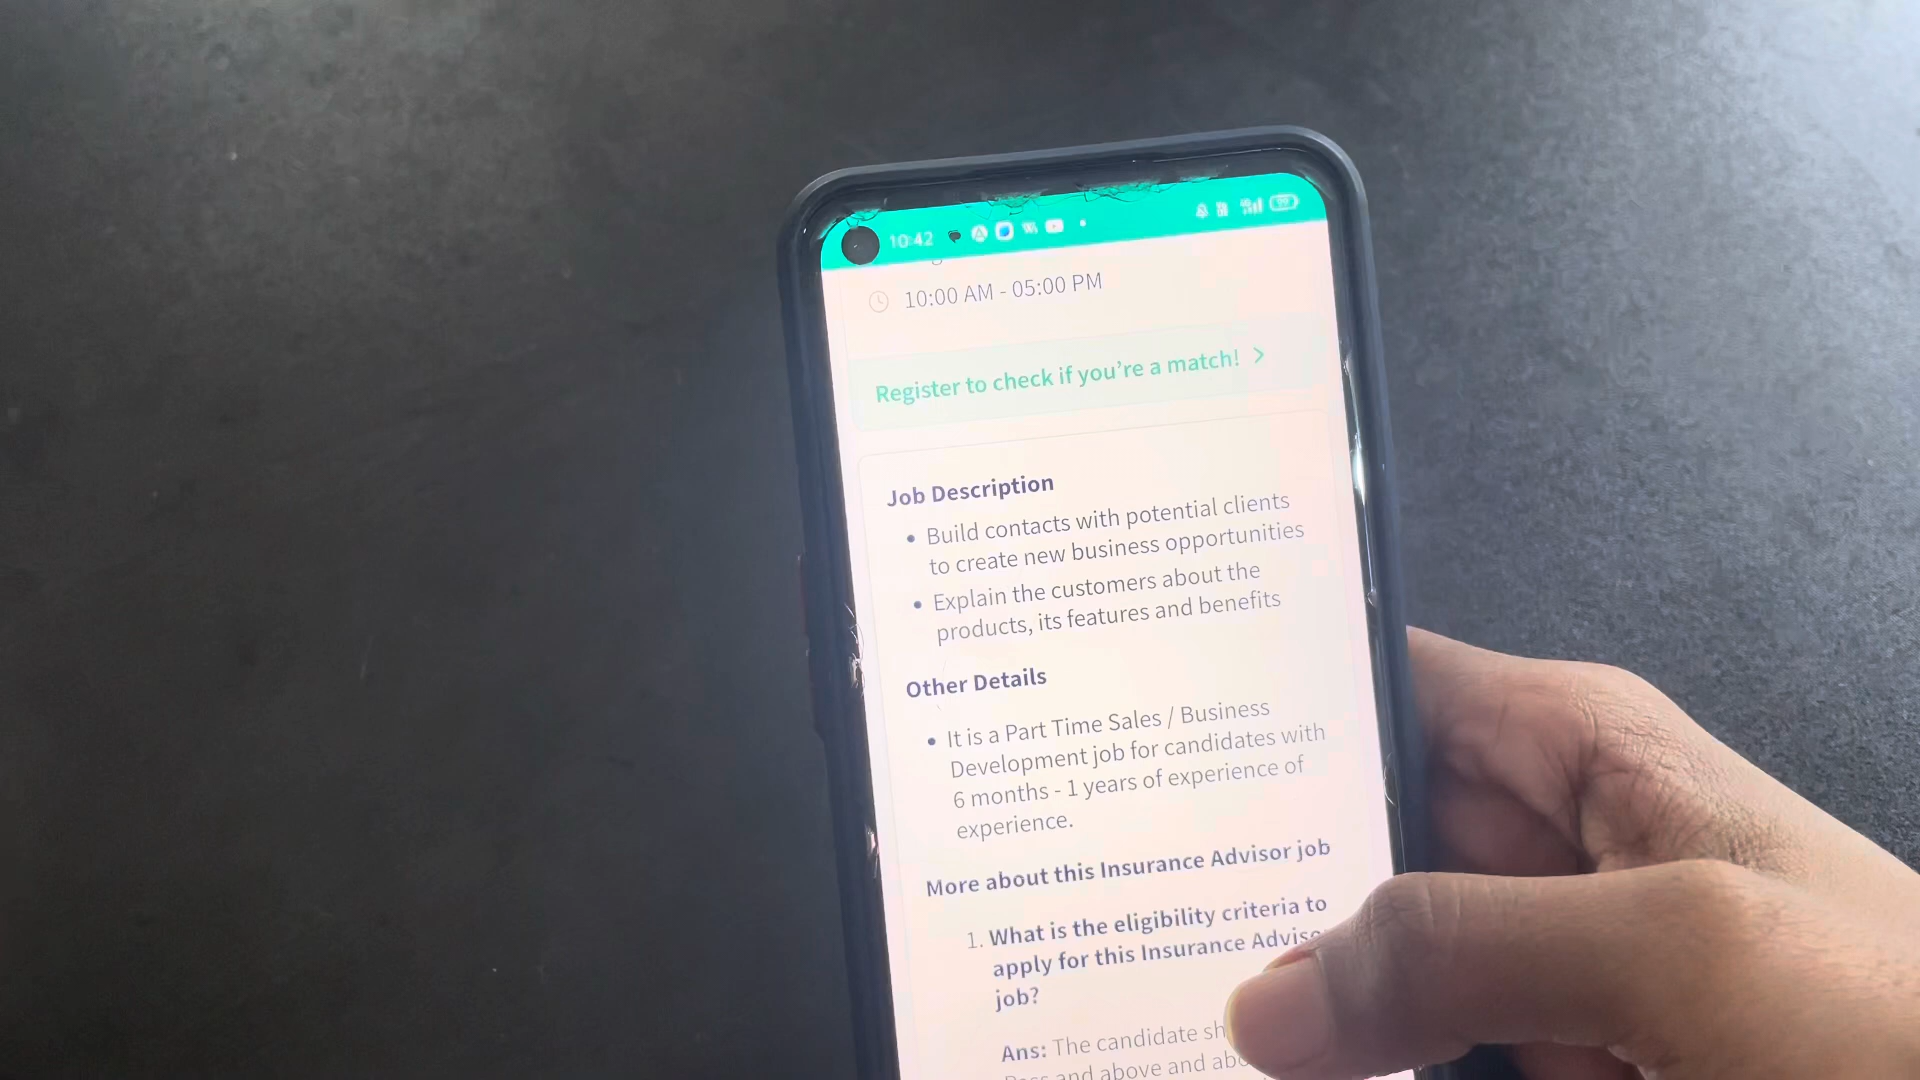 10:42
10:00 AM - 05:00 PM
Register to check if you're a match! >
Job Description
• Build contacts with potential clients
to create new business opportunities
• Explain the customers about the
products, its features and benefits
Other Details
• It is a Part Time Sales / Business
Development job for candidates with
6 months - 1 years of experience of
experience.
More about this Insurance Advisor job
1. What is the eligibility criteria to
apply for this Insurance Adviso
job?
Ans: The candidate sh
and above and abo